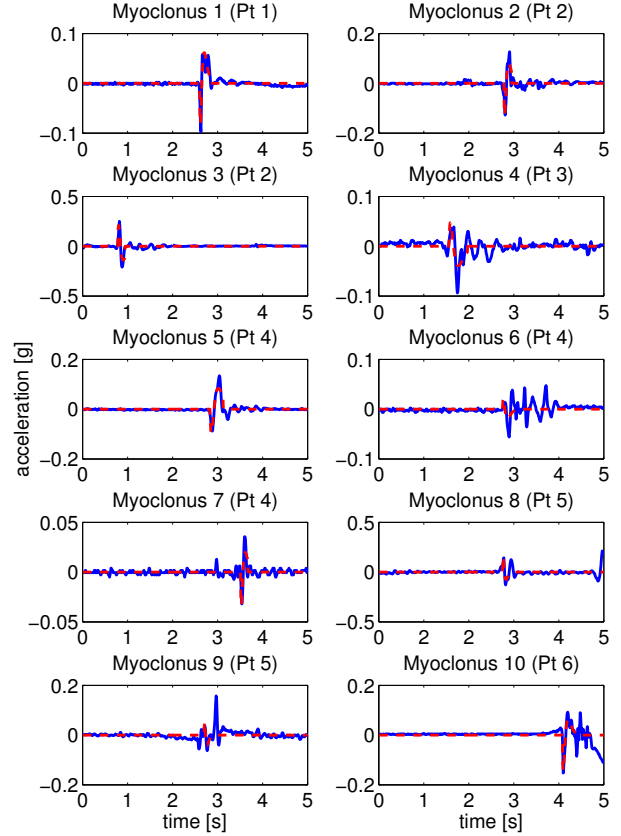 Myoclonus 1 (Pt 1)
Myoclonus 2 (Pt 2)
0.1
0
−0.1
0 1 2 3 4 5
0.2
0
−0.2
0 1 2 3 4 5
Myoclonus 3 (Pt 2)
Myoclonus 4 (Pt 3)
0.5
0
−0.5
0 1 2 3 4 5
0.1
0
−0.1
0 1 2 3 4 5
Myoclonus 5 (Pt 4)
Myoclonus 6 (Pt 4)
acceleration [g]
0.2
0
−0.2
0 1 2 3 4 5
0.1
0
−0.1
0 1 2 3 4 5
Myoclonus 7 (Pt 4)
Myoclonus 8 (Pt 5)
0.05
0
−0.05
0 1 2 3 4 5
0.5
0
−0.5
0 1 2 3 4 5
Myoclonus 9 (Pt 5)
Myoclonus 10 (Pt 6)
0.2
0
−0.2
0 1 2 3 4 5
time [s]
0.2
0
−0.2
0 1 2 3 4 5
time [s]